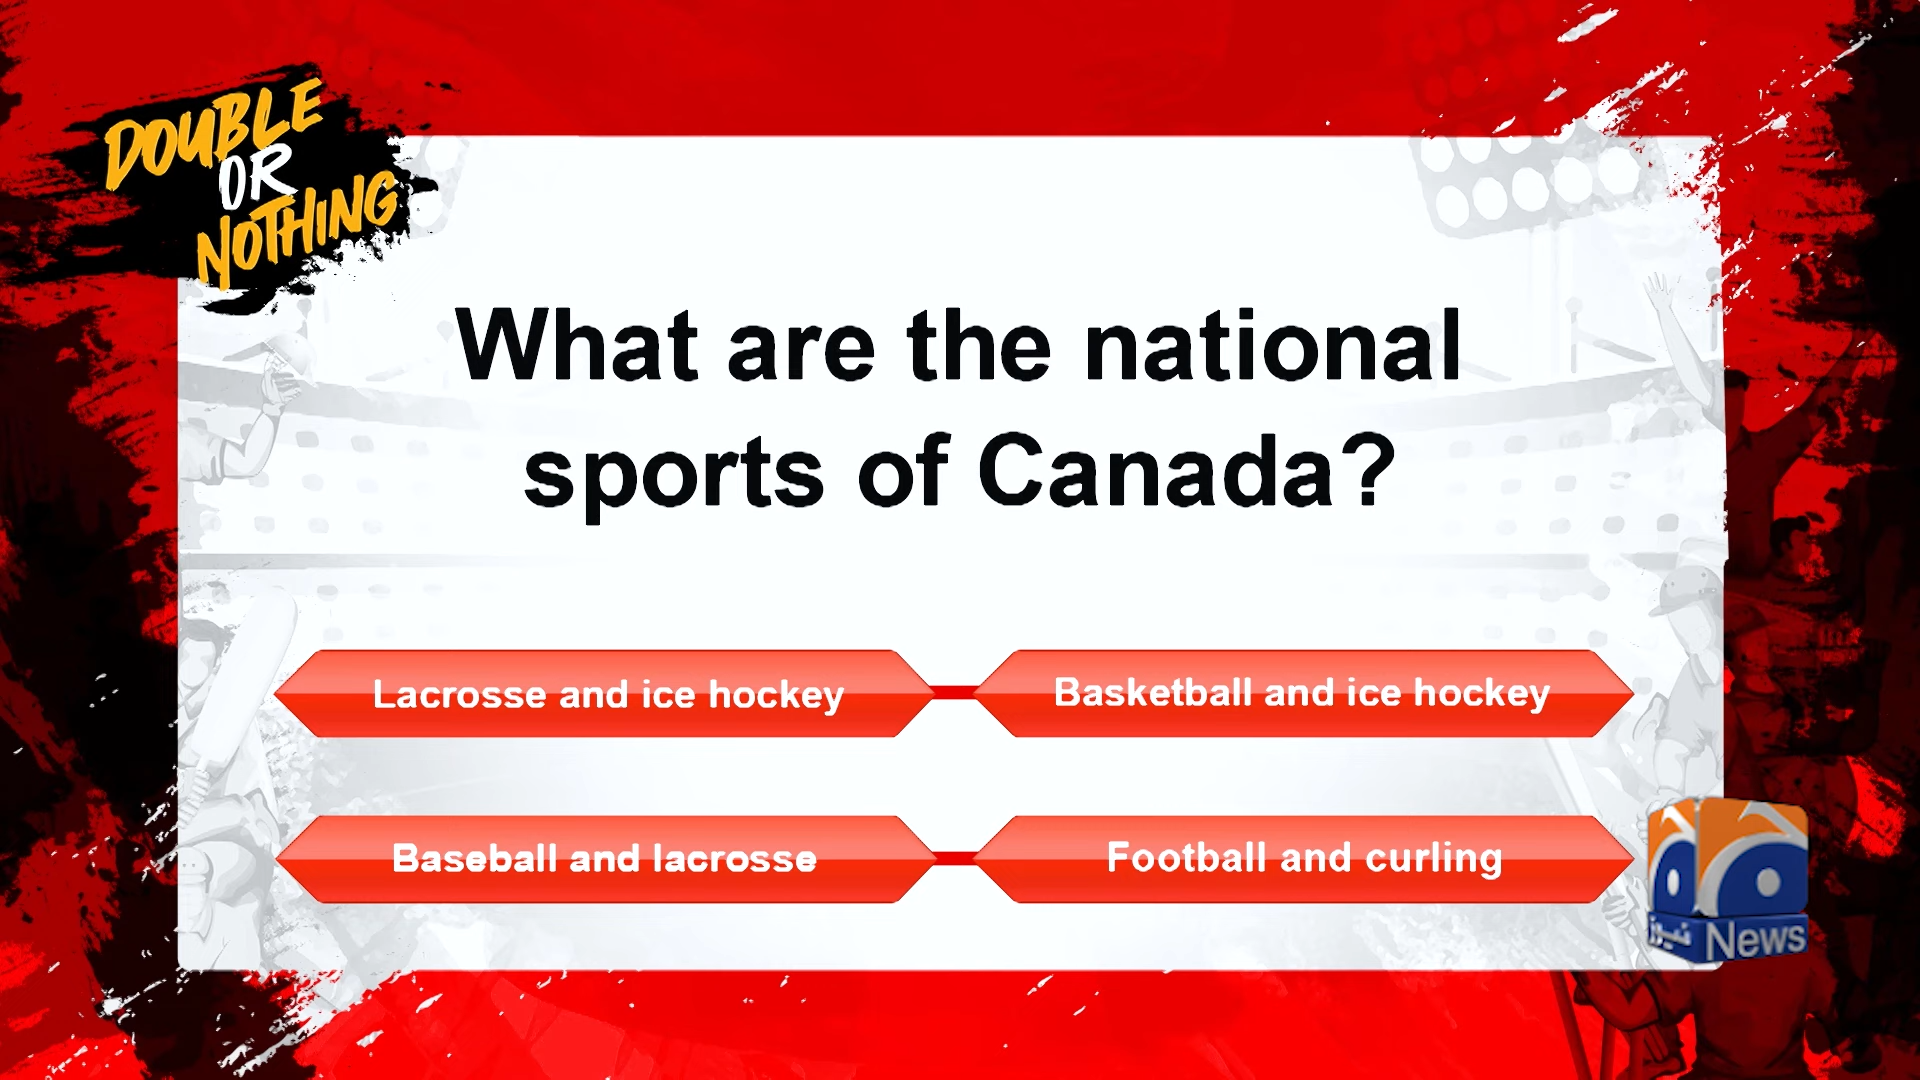 DOUBLE
OR
NOTHING
What are the national
sports of Canada?
Lacrosse and ice hockey
Basketball and ice hockey
Baseball and lacrosse
Football and curling
نیوز News